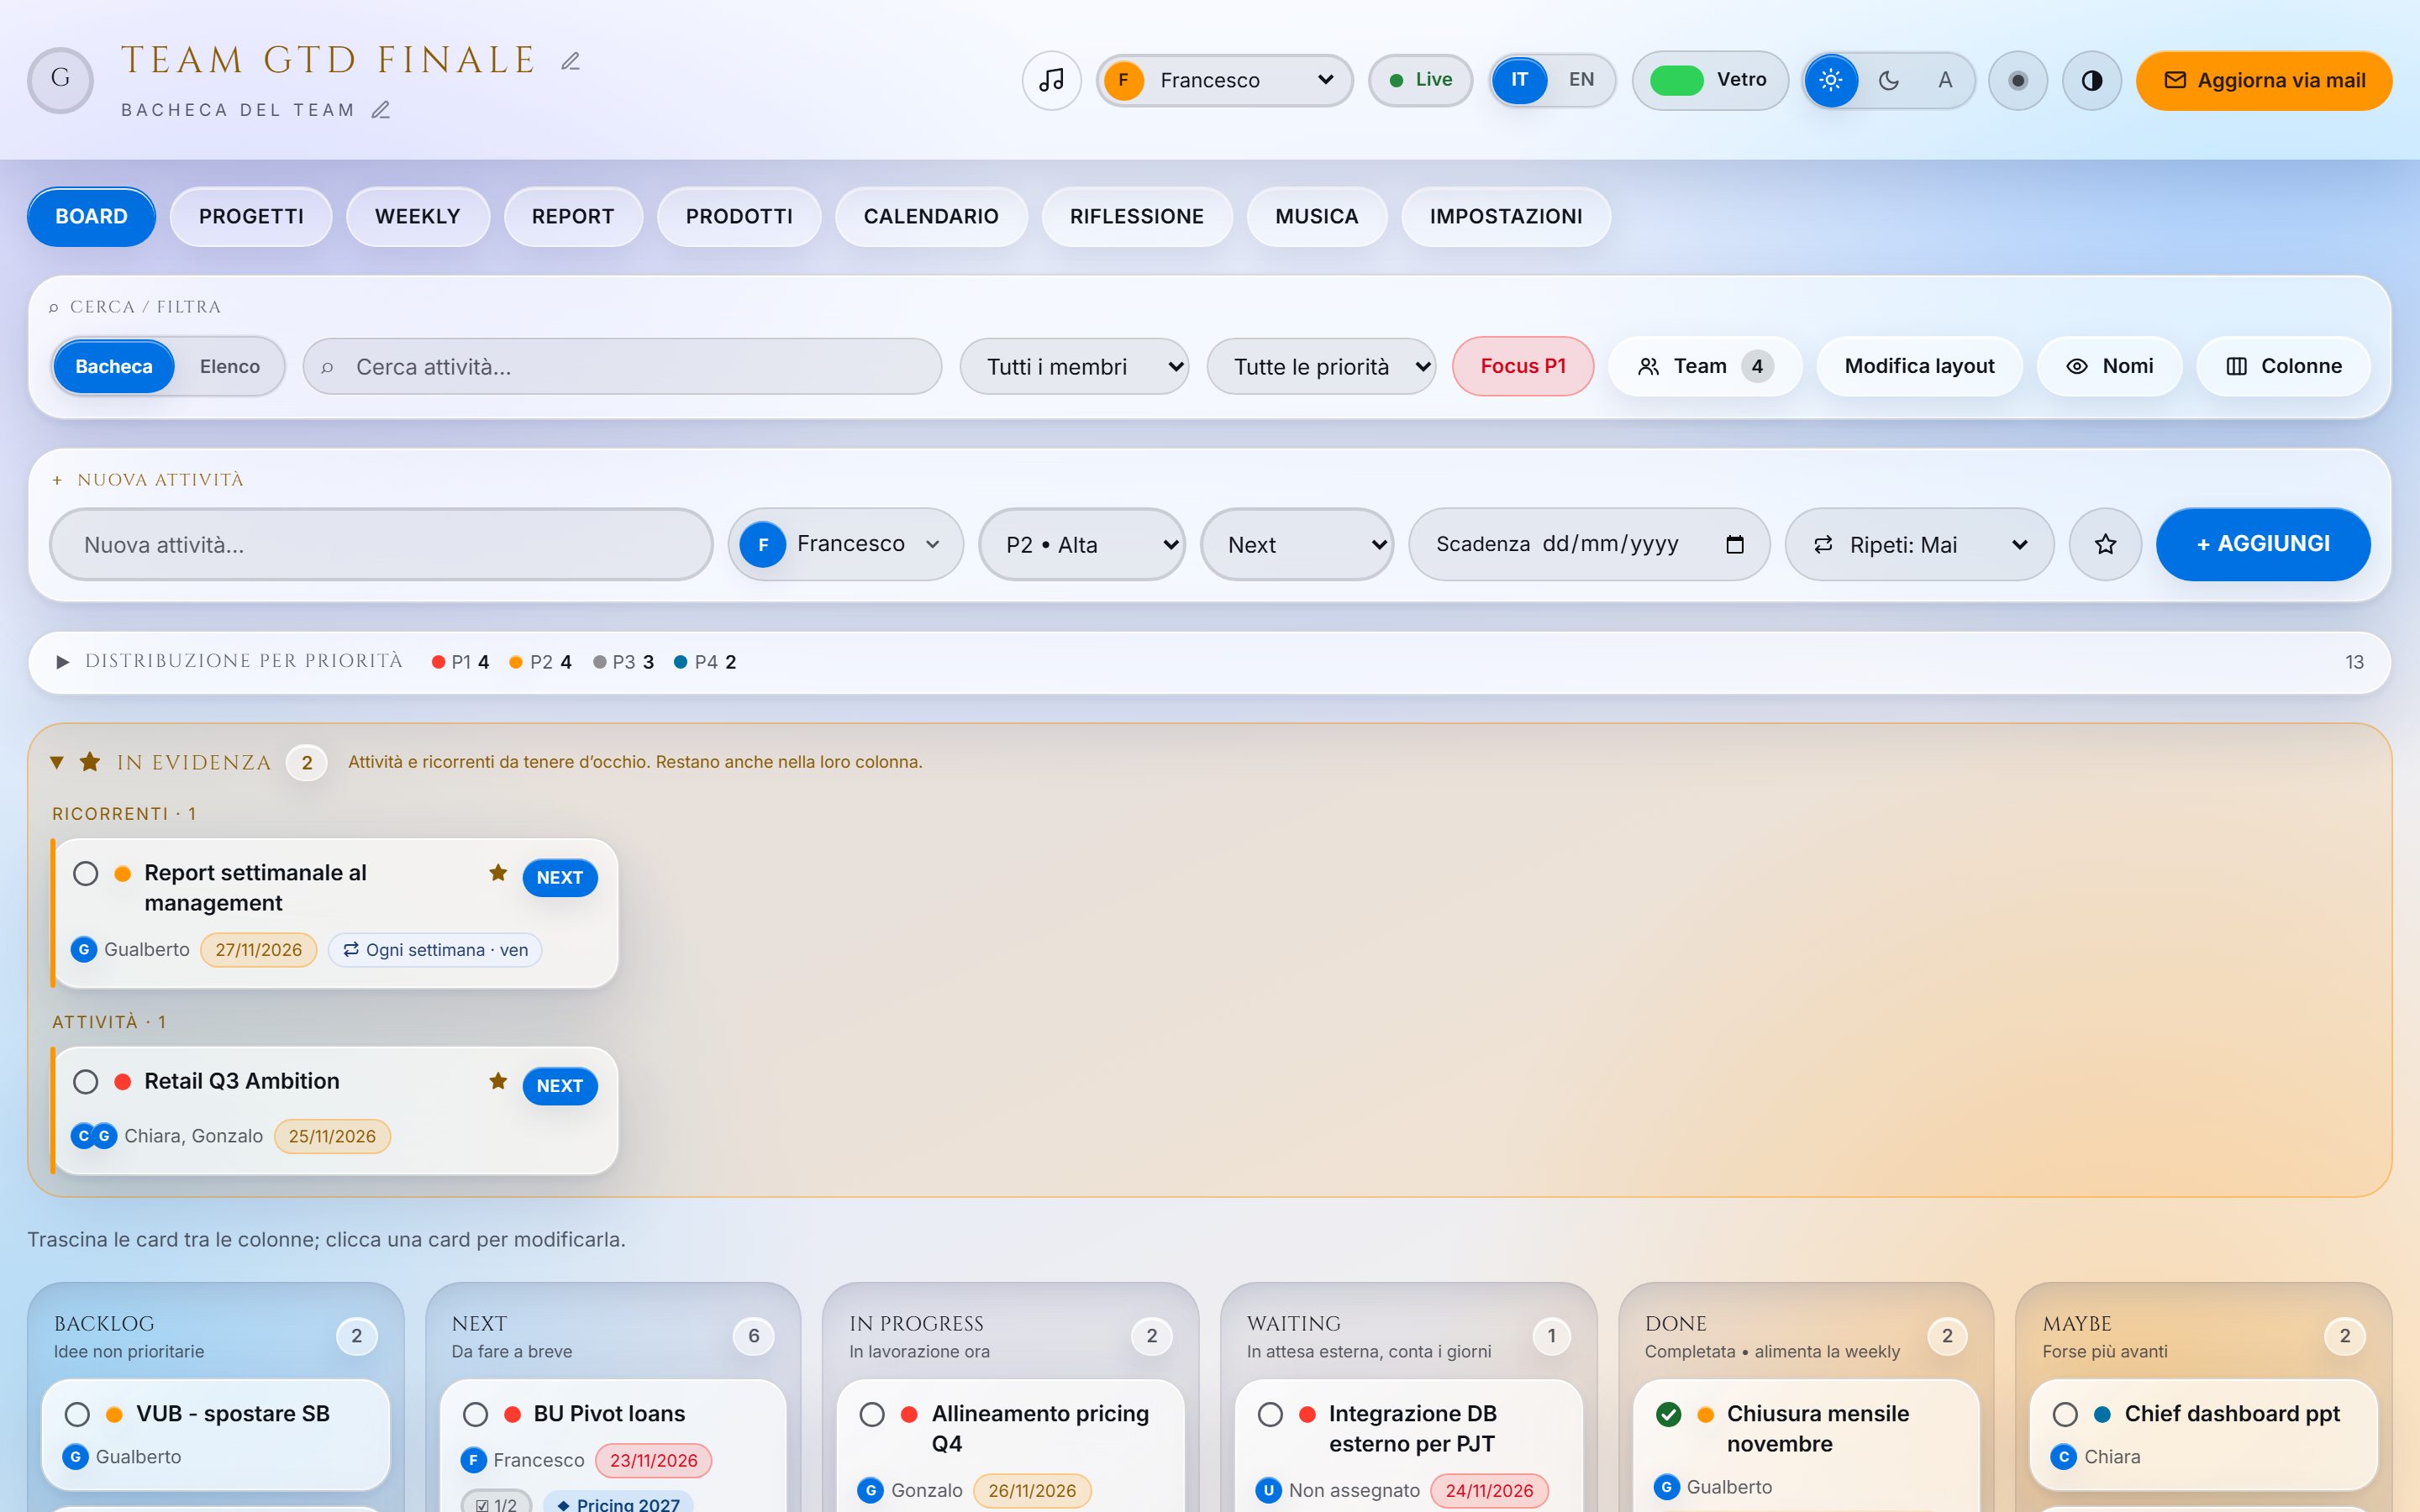 G
TEAM GTD FINALE
BACHECA DEL TEAM
F Francesco
Live
IT EN
Vetro
A
Aggiorna via mail
BOARD PROGETTI WEEKLY REPORT PRODOTTI CALENDARIO RIFLESSIONE MUSICA IMPOSTAZIONI
CERCA / FILTRA
Bacheca Elenco Cerca attività... Tutti i membri Tutte le priorità Focus P1 Team 4 Modifica layout Nomi Colonne
+ NUOVA ATTIVITÀ
Nuova attività... F Francesco P2 • Alta Next Scadenza dd/mm/yyyy Ripeti: Mai + AGGIUNGI
DISTRIBUZIONE PER PRIORITÀ P1 4 P2 4 P3 3 P4 2 13
IN EVIDENZA 2 Attività e ricorrenti da tenere d’occhio. Restano anche nella loro colonna.
RICORRENTI · 1
Report settimanale al
management
NEXT
G Gualberto 27/11/2026 Ogni settimana · ven
ATTIVITÀ · 1
Retail Q3 Ambition NEXT
C G Chiara, Gonzalo 25/11/2026
Trascina le card tra le colonne; clicca una card per modificarla.
BACKLOG 2
Idee non prioritarie
VUB - spostare SB
G Gualberto
NEXT 6
Da fare a breve
BU Pivot loans
F Francesco 23/11/2026
1/2 Pricing 2027
IN PROGRESS 2
In lavorazione ora
Allineamento pricing
Q4
G Gonzalo 26/11/2026
WAITING 1
In attesa esterna, conta i giorni
Integrazione DB
esterno per PJT
U Non assegnato 24/11/2026
DONE 2
Completata • alimenta la weekly
Chiusura mensile
novembre
G Gualberto
MAYBE 2
Forse più avanti
Chief dashboard ppt
C Chiara